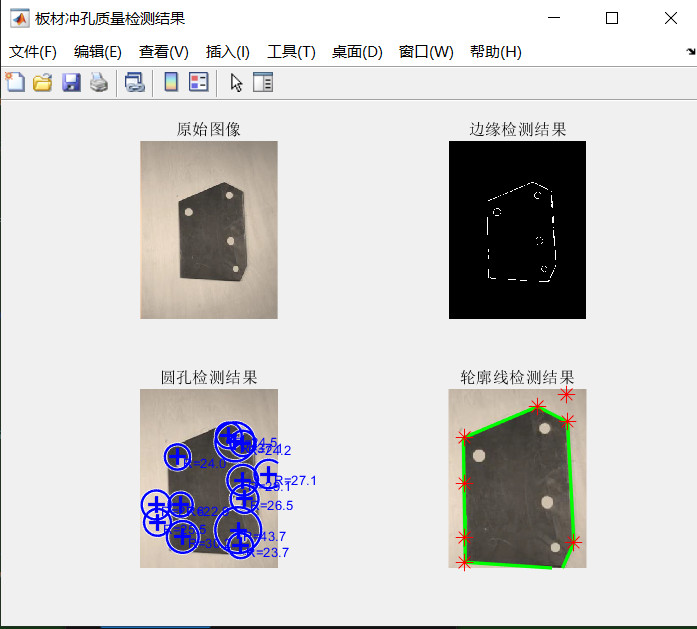 板材冲孔质量检测结果
文件(F) 编辑(E) 查看(V) 插入(I) 工具(T) 桌面(D) 窗口(W) 帮助(H)
原始图像
边缘检测结果
圆孔检测结果
轮廓线检测结果
R=24.0
R=27.1
R=26.5
R=43.7
R=23.7